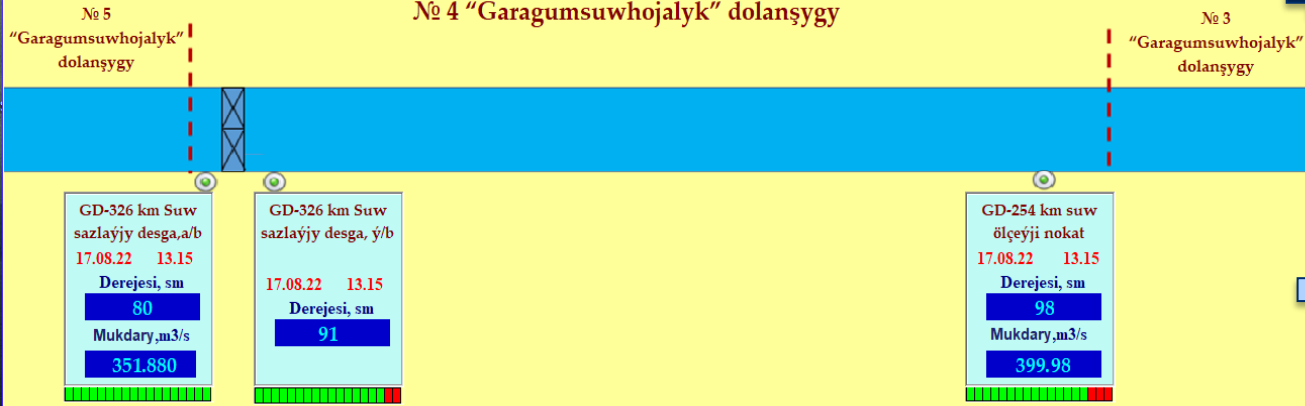 № 5
“Garagumsuwhojalyk”
dolanşygy
№ 4 “Garagumsuwhojalyk” dolanşygy
№ 3
“Garagumsuwhojalyk”
dolanşygy
GD-326 km Suw
sazlaýjy desga,a/b
17.08.22 13.15
Derejesi, sm
80
Mukdary,m3/s
351.880
GD-326 km Suw
sazlaýjy desga, ý/b
17.08.22 13.15
Derejesi, sm
91
GD-254 km suw
ölçeýji nokat
17.08.22 13.15
Derejesi, sm
98
Mukdary,m3/s
399.98